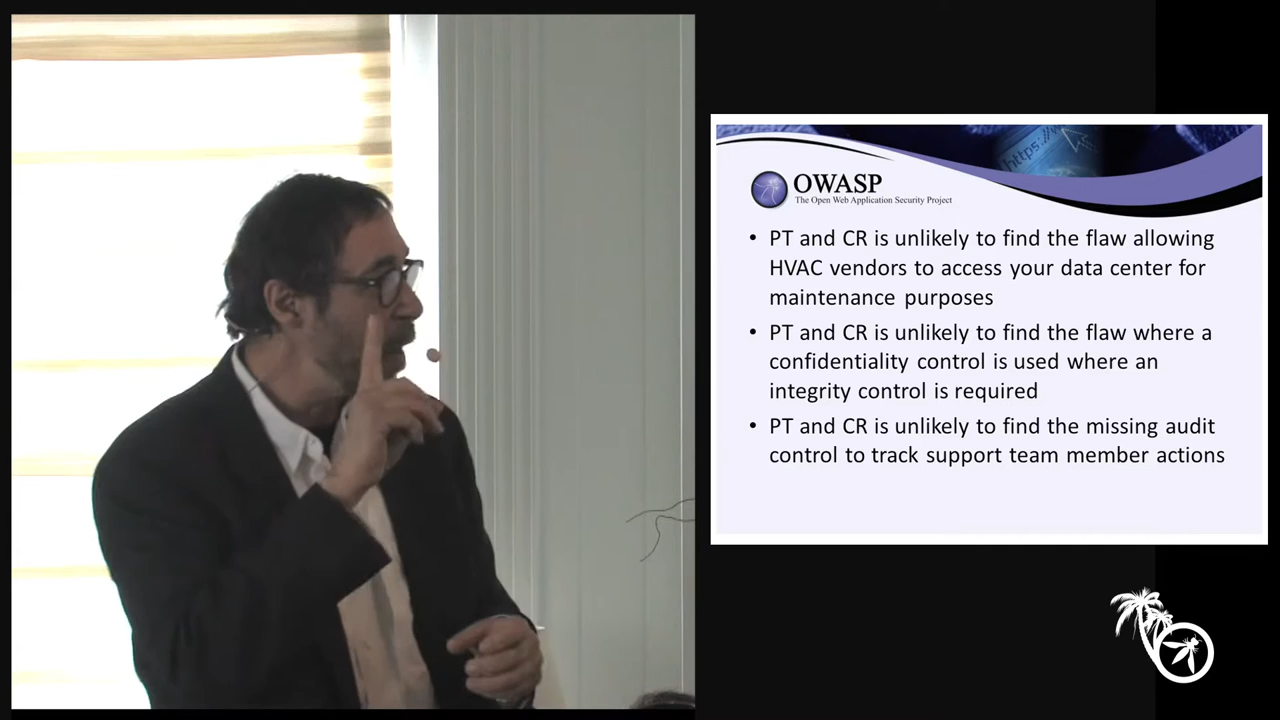 https://w
OWASP
The Open Web Application Security Project
• PT and CR is unlikely to find the flaw allowing
HVAC vendors to access your data center for
maintenance purposes
• PT and CR is unlikely to find the flaw where a
confidentiality control is used where an
integrity control is required
• PT and CR is unlikely to find the missing audit
control to track support team member actions